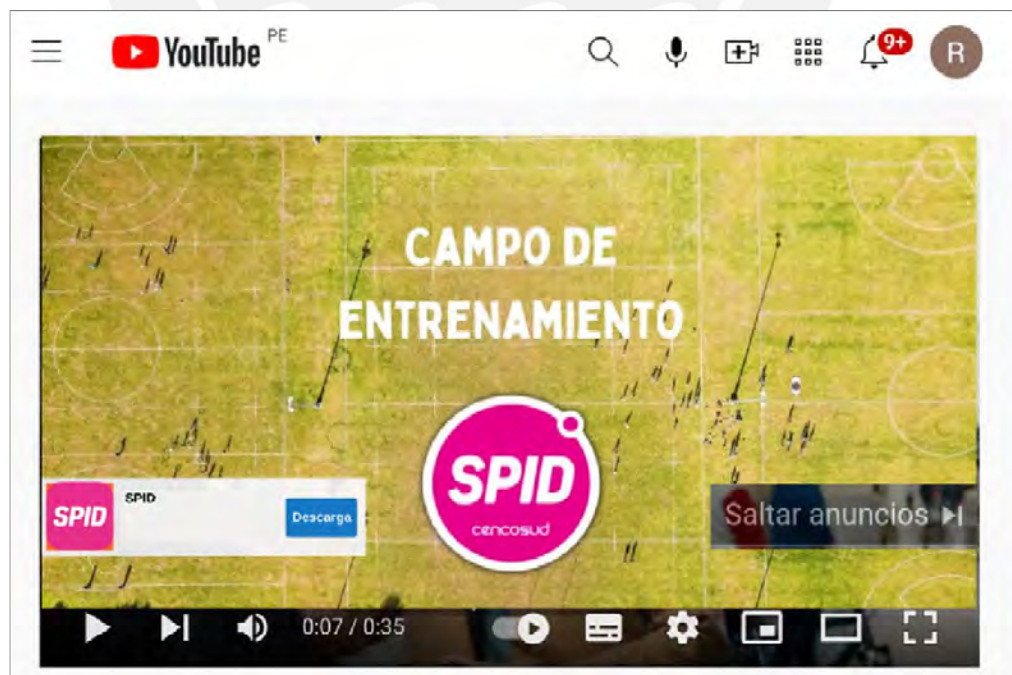 YouTube PE
9+
R
CAMPO DE
ENTRENAMIENTO
SPID
cencosud
SPID
SPID
Descarga
Saltar anuncios
0:07 / 0:35